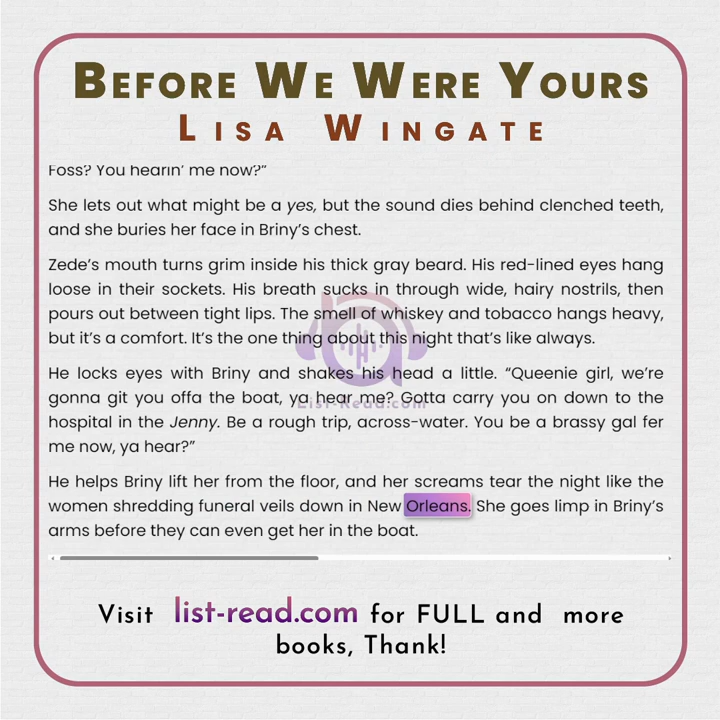 BEFORE WE WERE YOURS
LISA WINGATE
Foss? You hearin’ me now?”
She lets out what might be a yes, but the sound dies behind clenched teeth,
and she buries her face in Briny’s chest.
Zede’s mouth turns grim inside his thick gray beard. His red-lined eyes hang
loose in their sockets. His breath sucks in through wide, hairy nostrils, then
pours out between tight lips. The smell of whiskey and tobacco hangs heavy,
but it’s a comfort. It’s the one thing about this night that’s like always.
He locks eyes with Briny and shakes his head a little. “Queenie girl, we’re
gonna git you offa the boat, ya hear me? Gotta carry you on down to the
List-Read.com
hospital in the Jenny. Be a rough trip, across-water. You be a brassy gal fer
me now, ya hear?”
He helps Briny lift her from the floor, and her screams tear the night like the
women shredding funeral veils down in New Orleans. She goes limp in Briny’s
arms before they can even get her in the boat.
Visit list-read.com for FULL and more
books, Thank!